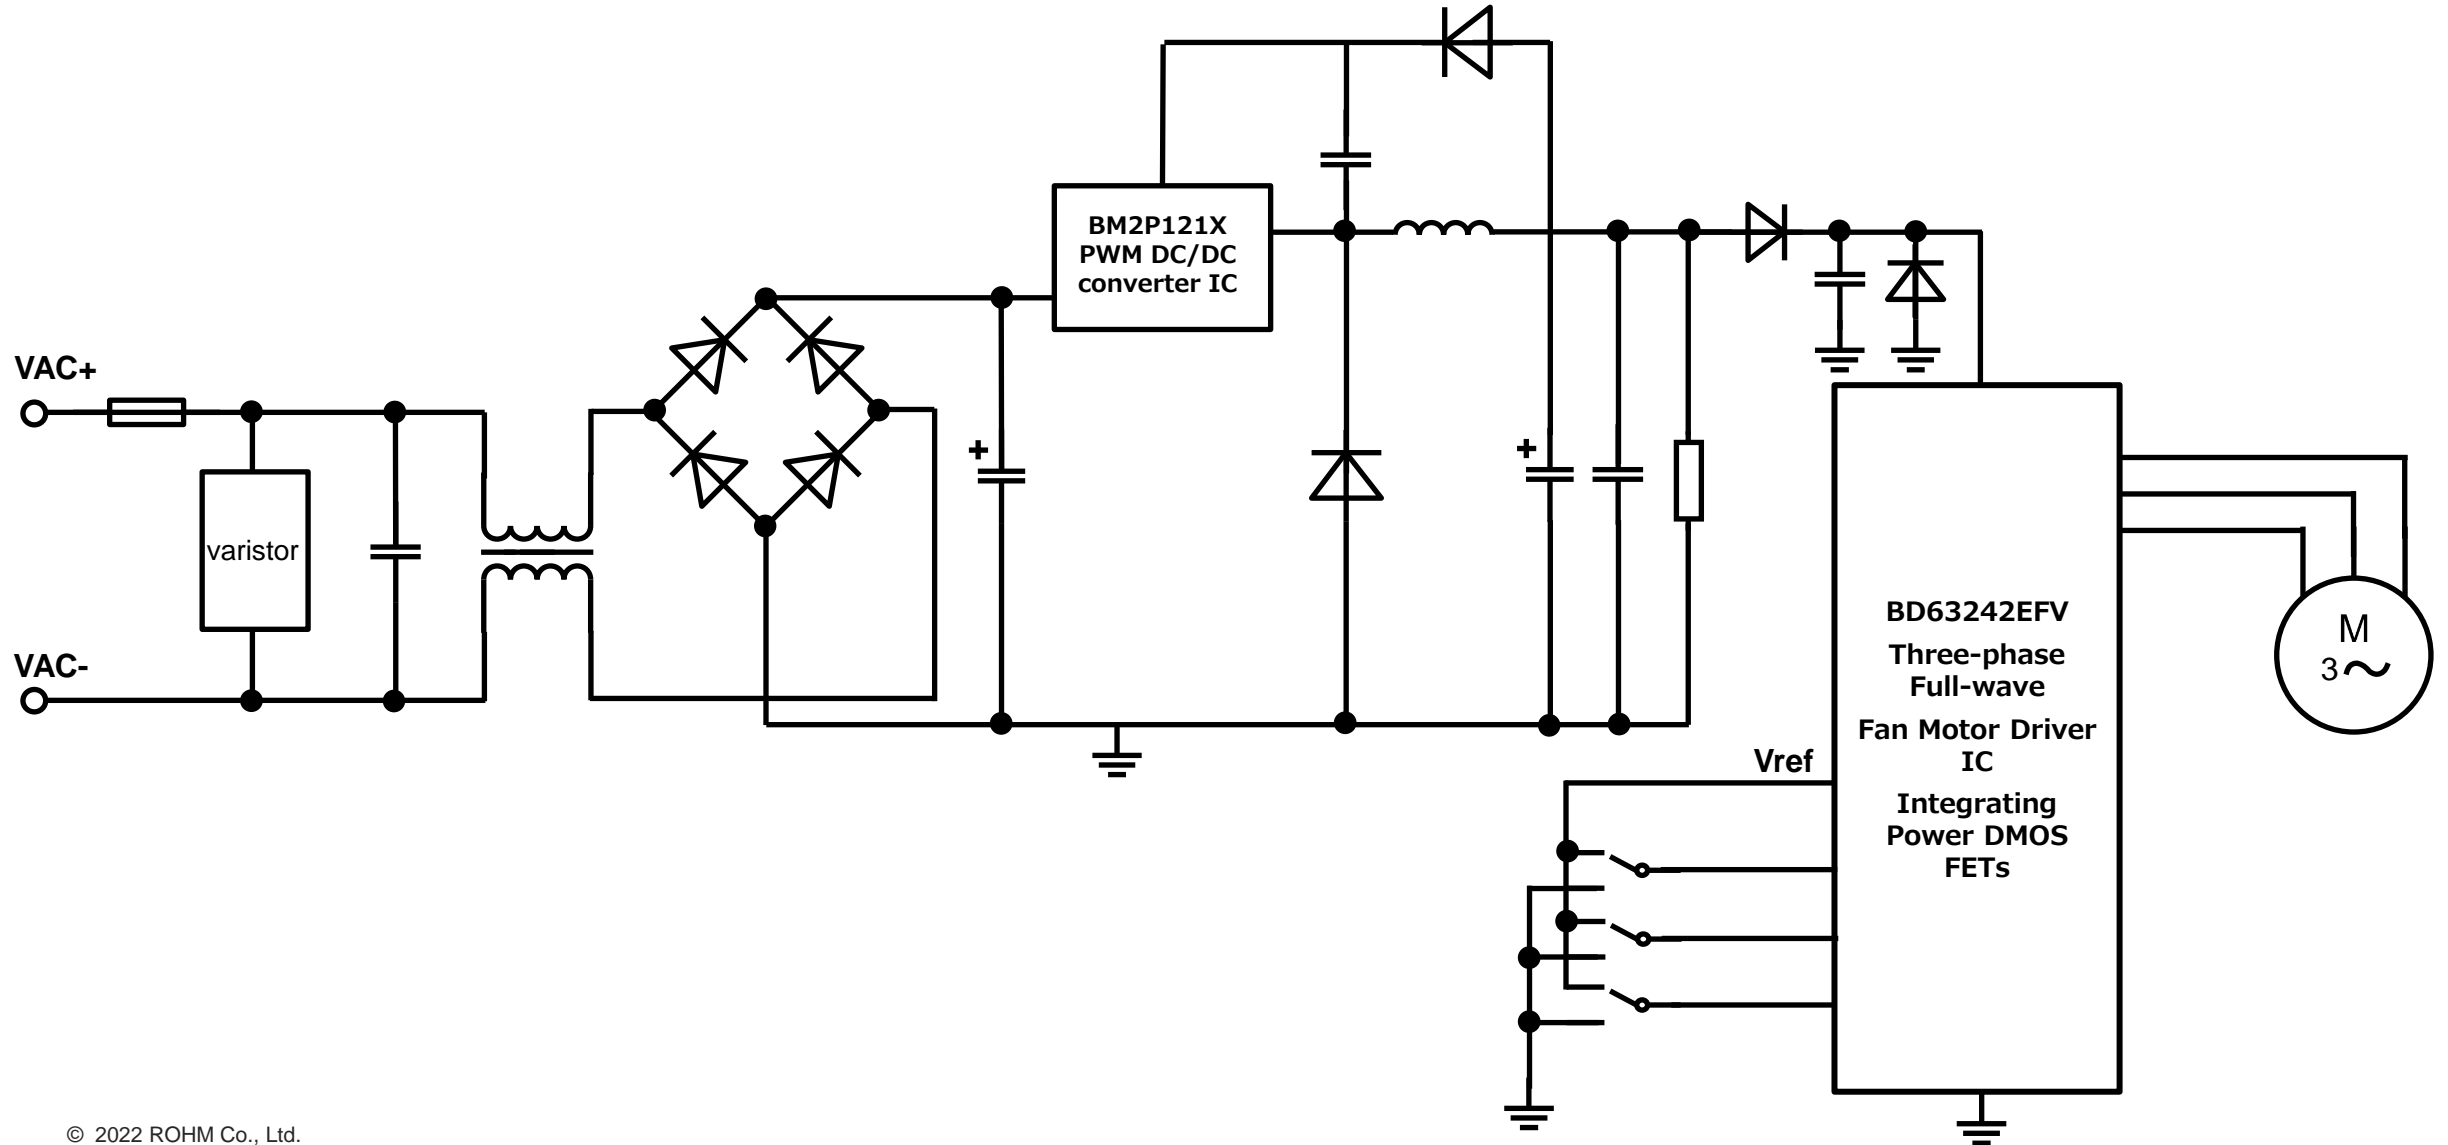 BM2P121X
PWM DC/DC
converter IC
VAC+
+
+
varistor
BD63242EFV
Three-phase
Full-wave
Fan Motor Driver
IC
Integrating
Power DMOS
FETs
M
3～
VAC-
Vref
© 2022 ROHM Co., Ltd.